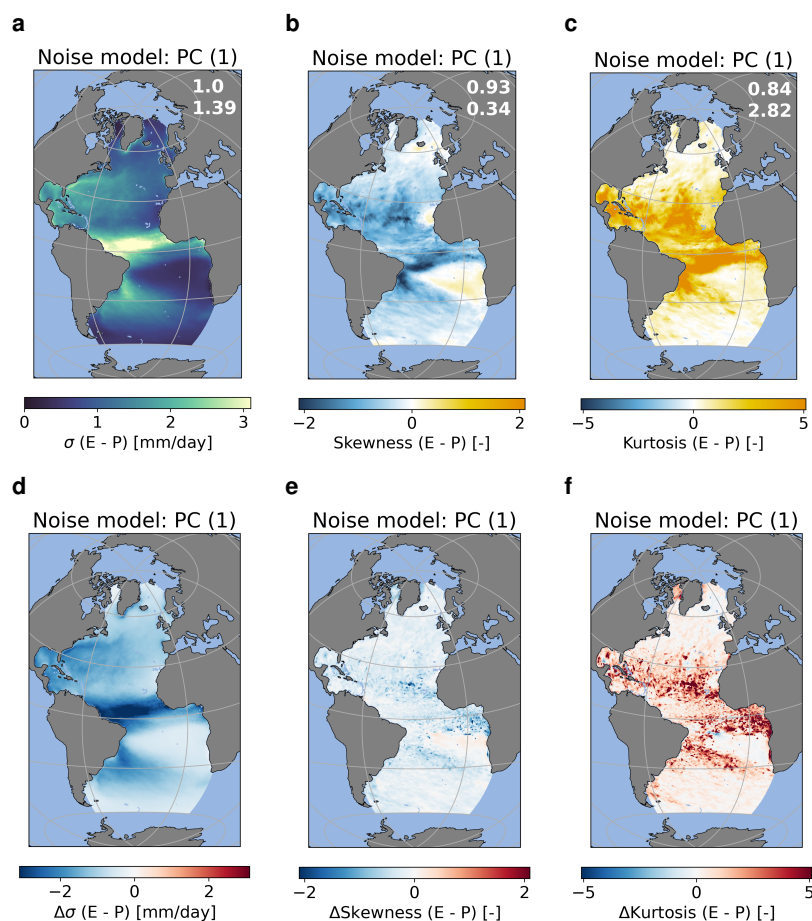 a
b
c
Noise model: PC (1)
Noise model: PC (1)
Noise model: PC (1)
1.0
1.39
0.93
0.34
0.84
2.82
0
1
2
3
σ (E - P) [mm/day]
−2
0
2
Skewness (E - P) [-]
−5
0
5
Kurtosis (E - P) [-]
d
e
f
Noise model: PC (1)
Noise model: PC (1)
Noise model: PC (1)
−2
0
2
Δσ (E - P) [mm/day]
−2
0
2
ΔSkewness (E - P) [-]
−5
0
5
ΔKurtosis (E - P) [-]